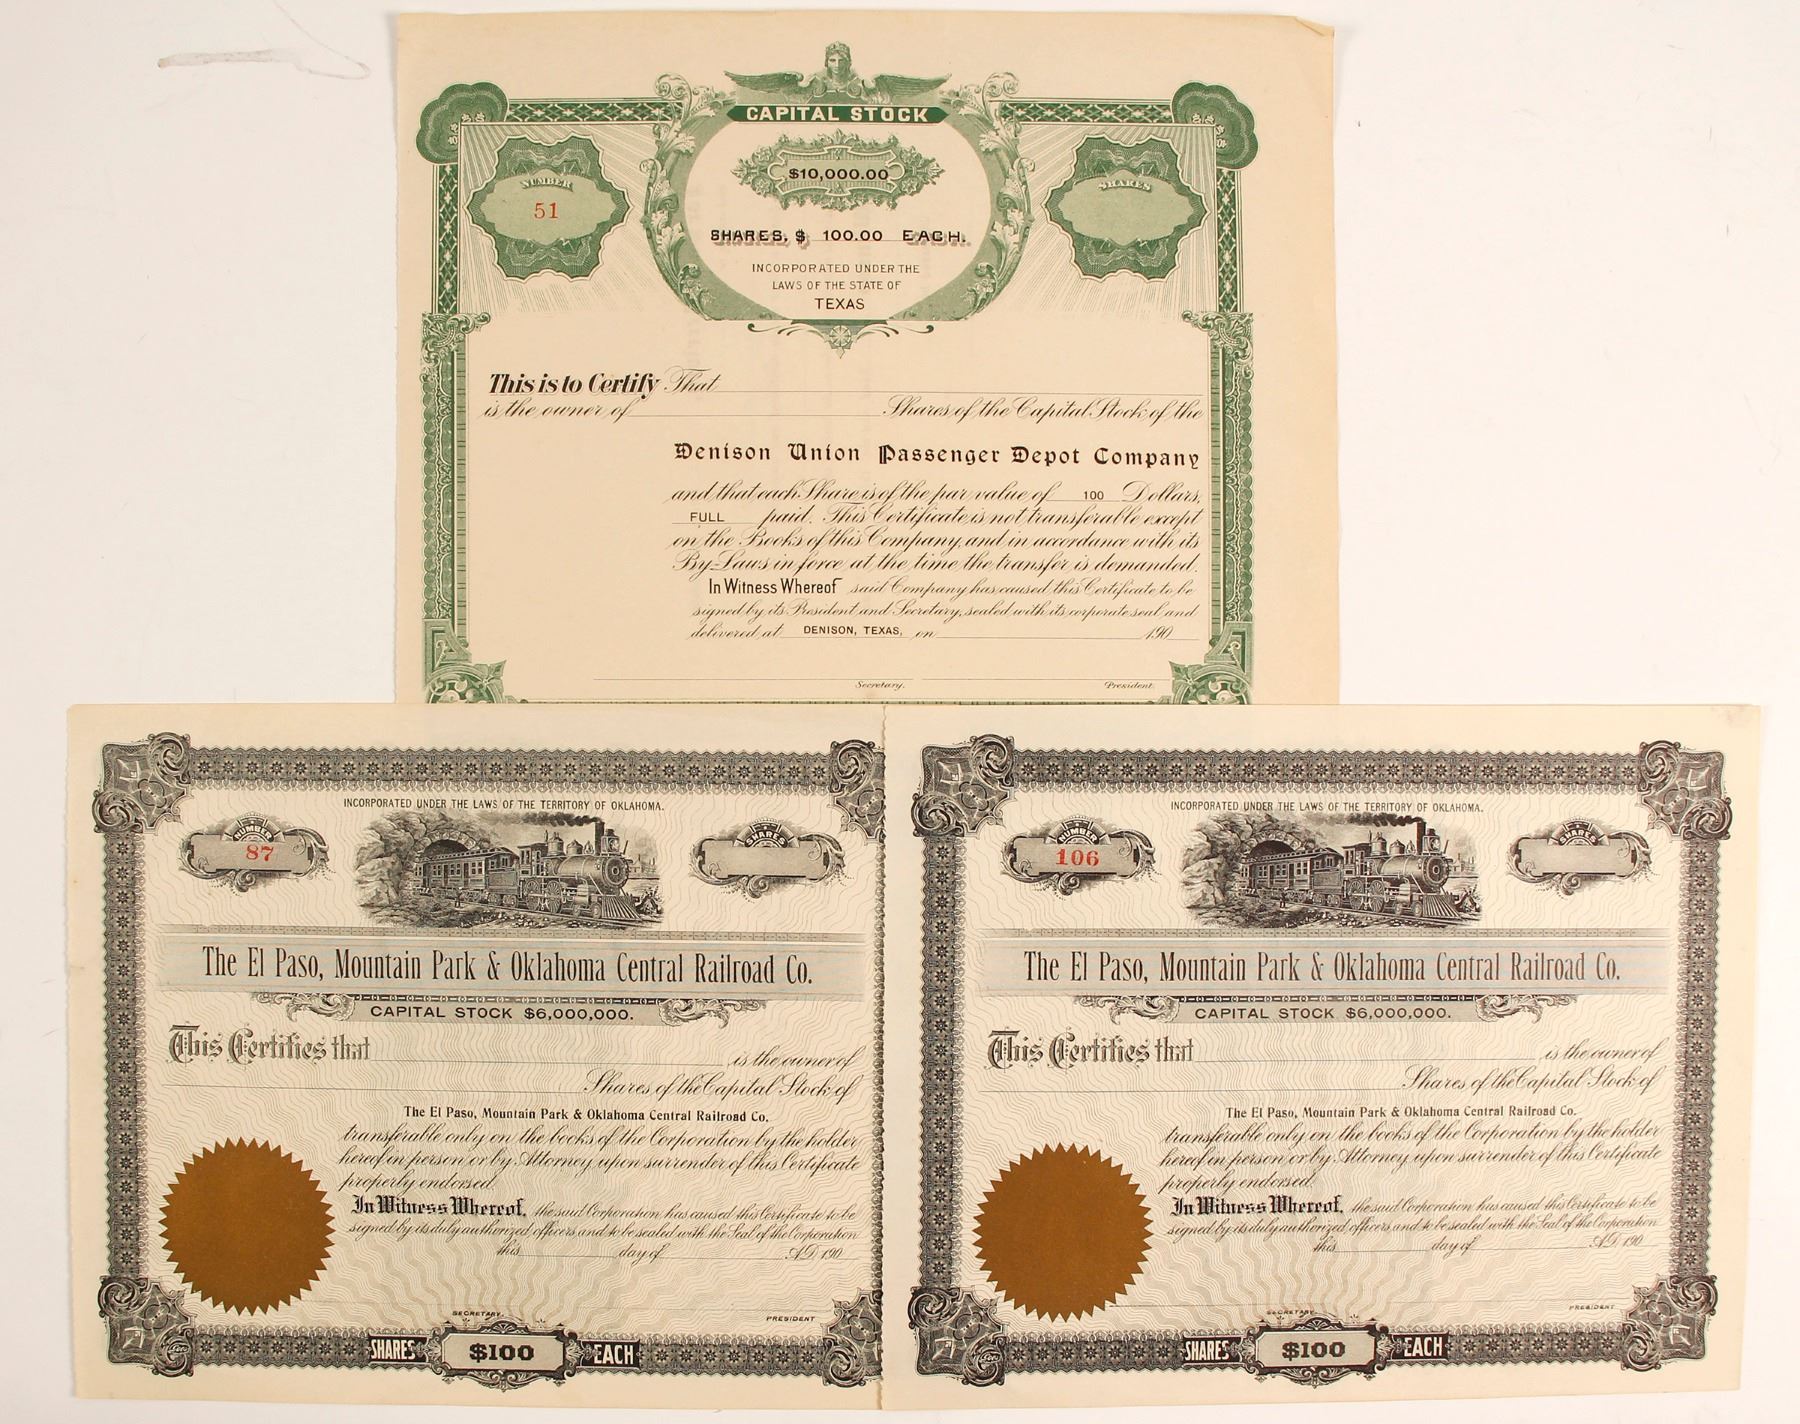 CAPITAL STOCK
$10,000.00
NUMBER
51
SHARES
SHARES, $ 100.00 EACH.
INCORPORATED UNDER THE
LAWS OF THE STATE OF
TEXAS
This is to Certify That
is the owner of Shares of the Capital Stock of the
Denison Union Passenger Depot Company
and that each Share is of the par value of 100 Dollars,
FULL paid. This Certificate is not transferable except
on the Books of this Company, and in accordance with its
By-Laws in force at the time the transfer is demanded.
In Witness Whereof said Company has caused this Certificate to be
signed by its President and Secretary, sealed with its corporate seal and
delivered at DENISON, TEXAS, on 190
Secretary. President.
INCORPORATED UNDER THE LAWS OF THE TERRITORY OF OKLAHOMA.
NUMBER
87
SHARES
The El Paso, Mountain Park & Oklahoma Central Railroad Co.
CAPITAL STOCK $6,000,000.
This Certifies that is the owner of
Shares of the Capital Stock of
The El Paso, Mountain Park & Oklahoma Central Railroad Co.
transferable only on the books of the Corporation by the holder
hereof in person or by Attorney upon surrender of this Certificate
properly endorsed.
In Witness Whereof, the said Corporation has caused this Certificate to be
signed by its duly authorized officers and to be sealed with the Seal of the Corporation
this day of A.D. 190
SECRETARY. PRESIDENT
SHARES $100 EACH
INCORPORATED UNDER THE LAWS OF THE TERRITORY OF OKLAHOMA.
NUMBER
106
SHARES
The El Paso, Mountain Park & Oklahoma Central Railroad Co.
CAPITAL STOCK $6,000,000.
This Certifies that is the owner of
Shares of the Capital Stock of
The El Paso, Mountain Park & Oklahoma Central Railroad Co.
transferable only on the books of the Corporation by the holder
hereof in person or by Attorney upon surrender of this Certificate
properly endorsed.
In Witness Whereof, the said Corporation has caused this Certificate to be
signed by its duly authorized officers and to be sealed with the Seal of the Corporation
this day of A.D. 190
SECRETARY. PRESIDENT
SHARES $100 EACH